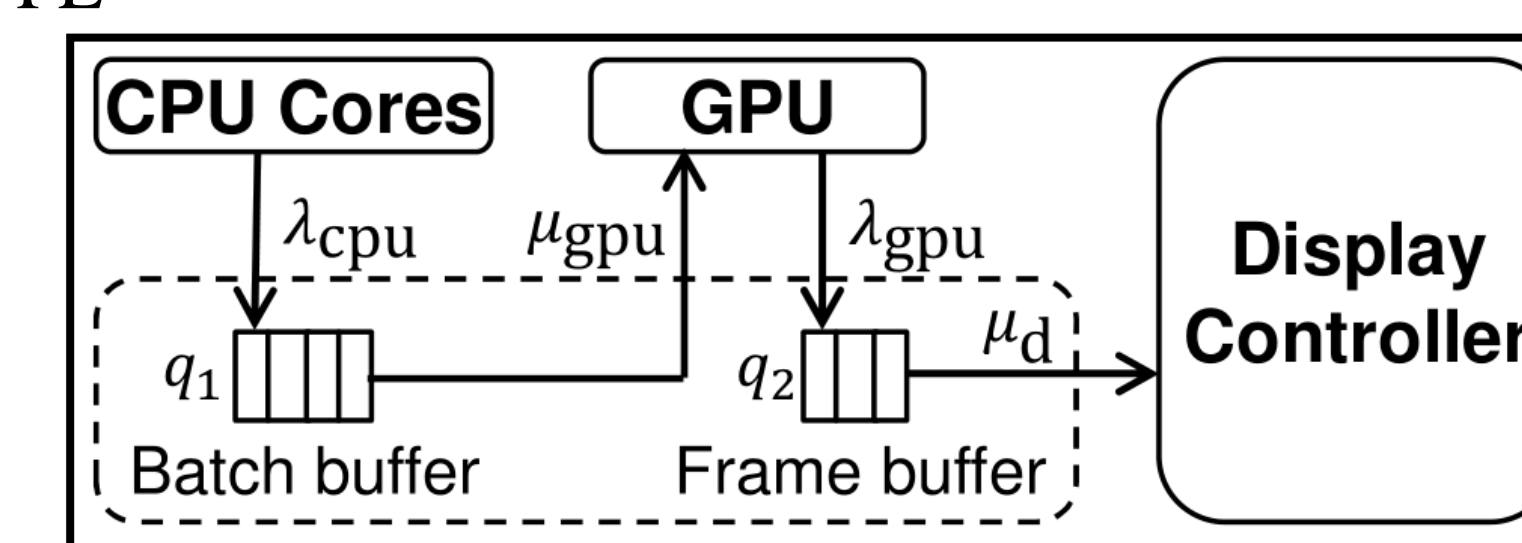 CPU Cores
GPU
λcpu
μgpu
λgpu
μd
q1
q2
Batch buffer
Frame buffer
Display
Controller